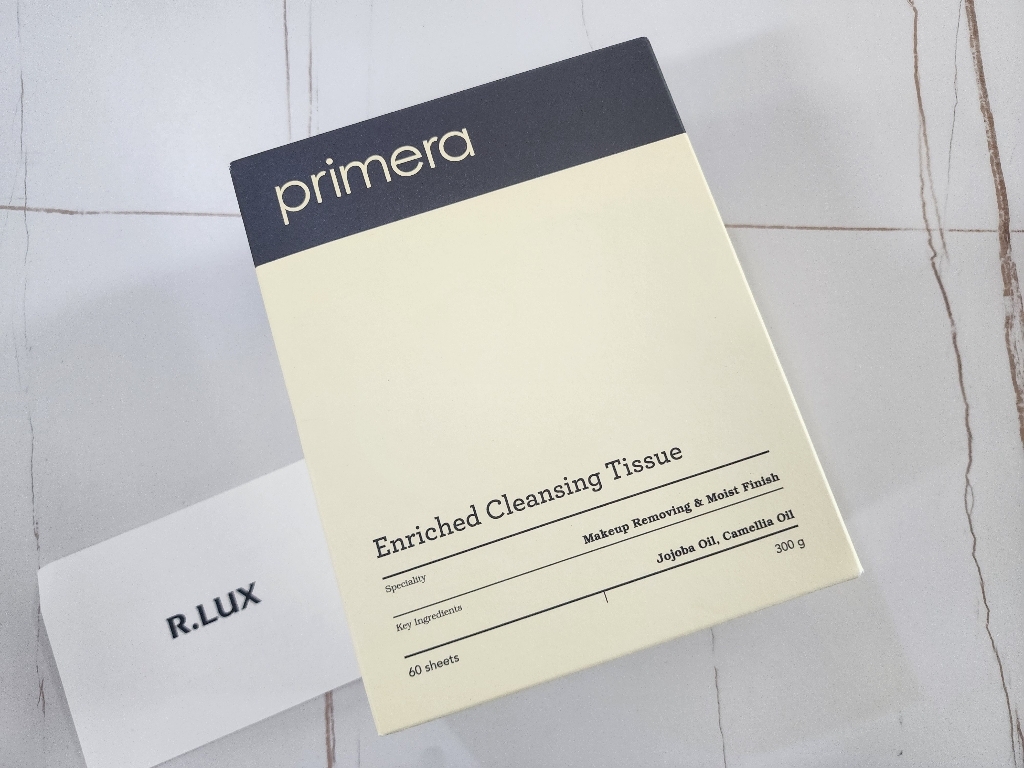 primera
Enriched Cleansing Tissue
Speciality Makeup Removing & Moist Finish
Key Ingredients Jojoba Oil, Camellia Oil
60 sheets 300 g
R.LUX